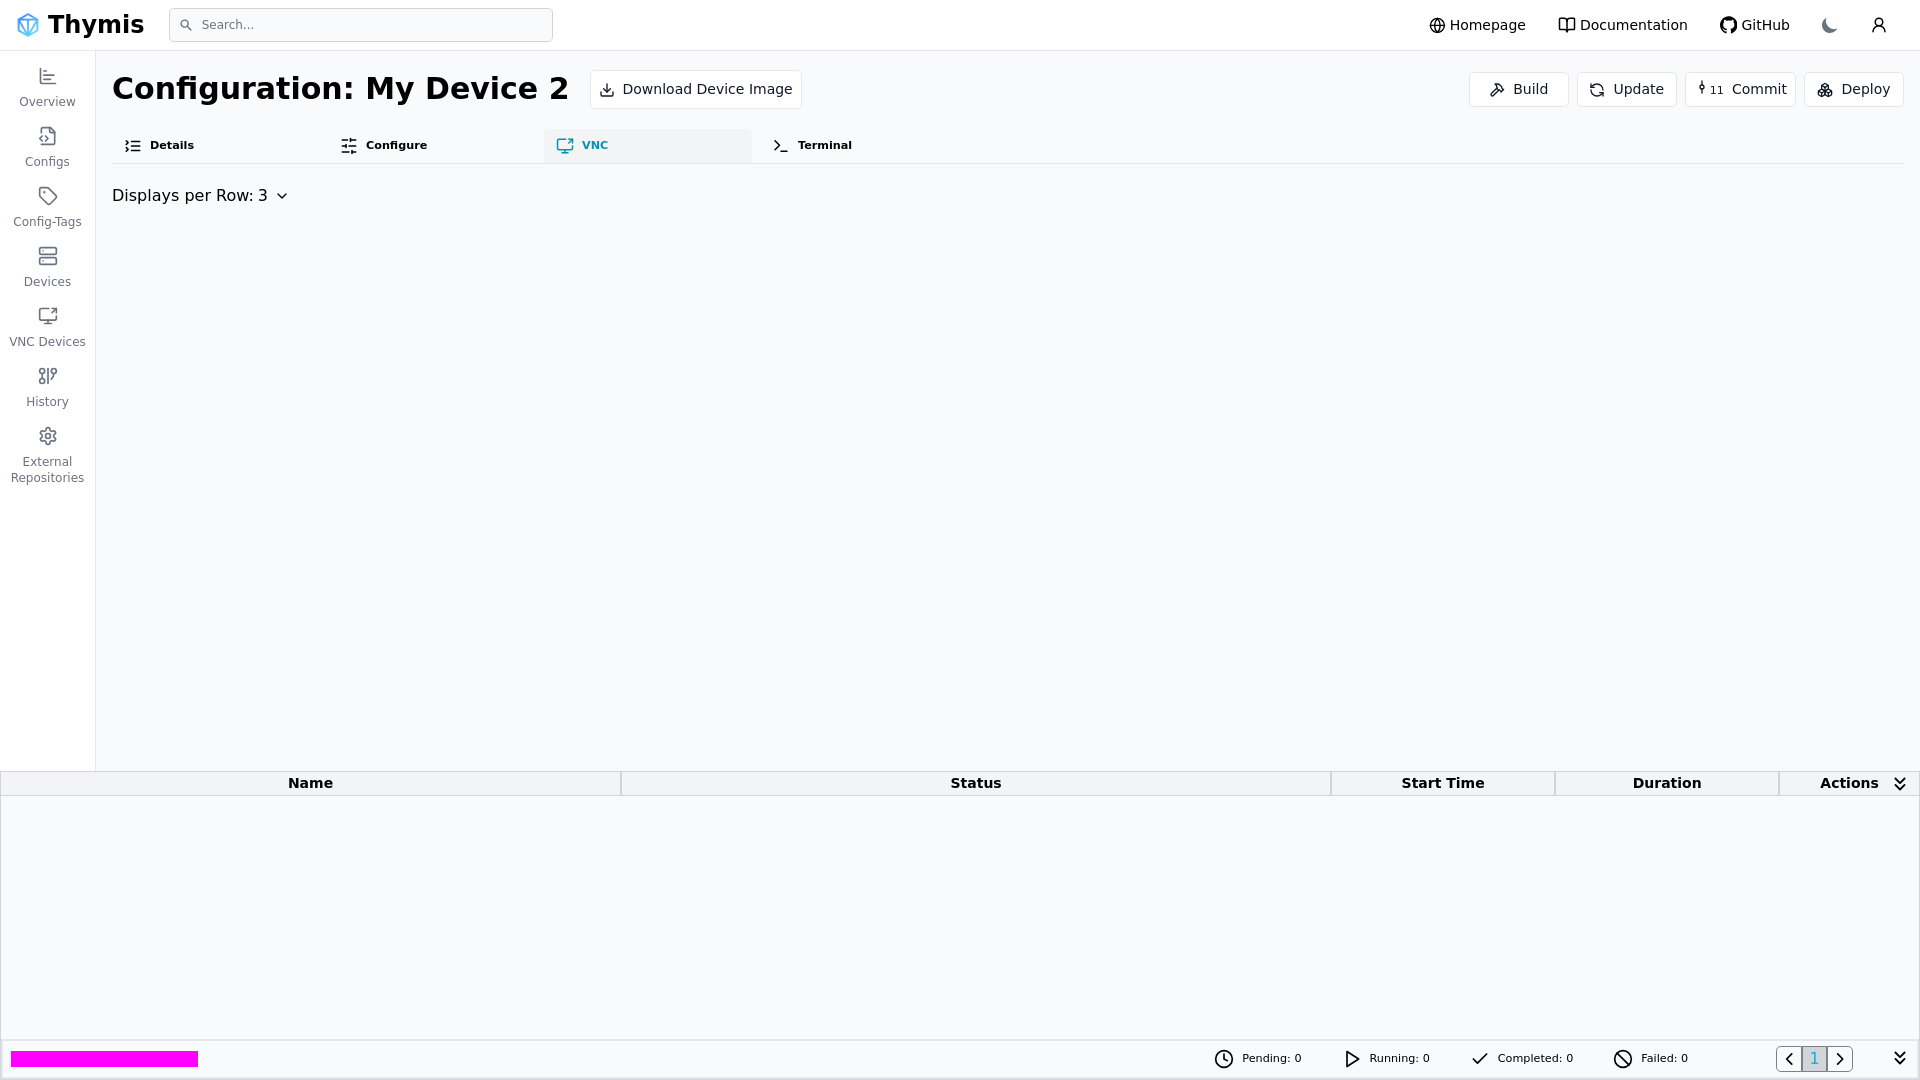 Thymis
Search...
Homepage
Documentation
GitHub
Overview
Configs
Config-Tags
Devices
VNC Devices
History
External
Repositories
Configuration: My Device 2
Download Device Image
Build
Update
11 Commit
Deploy
Details
Configure
VNC
Terminal
Displays per Row: 3
Name
Status
Start Time
Duration
Actions
Pending: 0
Running: 0
Completed: 0
Failed: 0
1